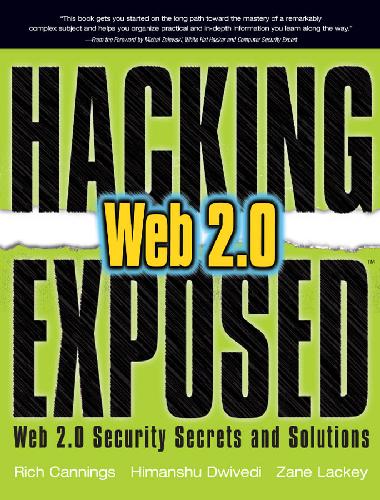 "This book gets you started on the long path toward the mastery of a remarkably
complex subject and helps you organize practical and in-depth information you learn along the way."
—From the Foreword by Michal Zalewski, White Hat Hacker and Computer Security Expert
HACKING
Web 2.0
EXPOSED™
Web 2.0 Security Secrets and Solutions
Rich Cannings Himanshu Dwivedi Zane Lackey